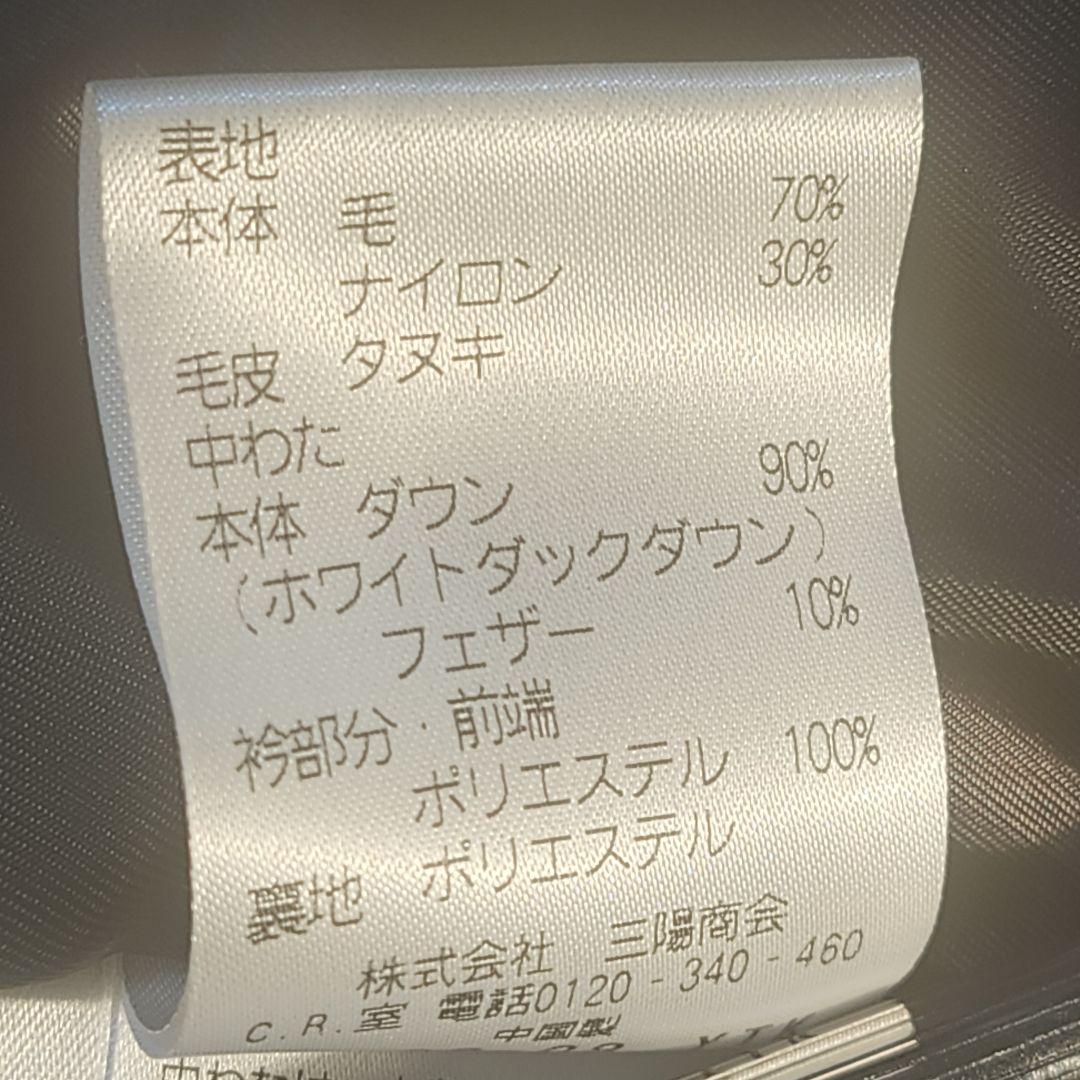 表地
本体 毛 70%
ナイロン 30%
毛皮 タヌキ
中わた
本体 ダウン 90%
(ホワイトダックダウン)
フェザー 10%
衿部分・前端
ポリエステル 100%
裏地 ポリエステル
株式会社 三陽商会
C.R.室 電話0120-340-460
中国製